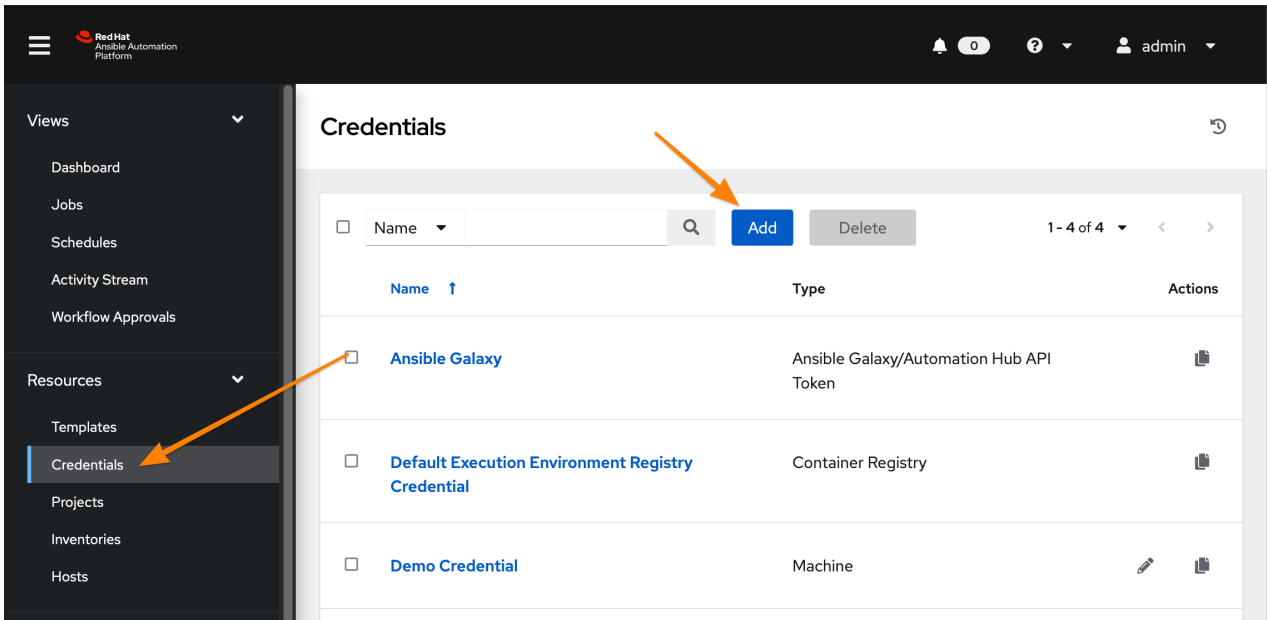 Red Hat
Ansible Automation
Platform
0
admin
Views
Dashboard
Jobs
Schedules
Activity Stream
Workflow Approvals
Resources
Templates
Credentials
Projects
Inventories
Hosts
Credentials
Name
Add
Delete
1 - 4 of 4
Name
Type
Actions
Ansible Galaxy
Ansible Galaxy/Automation Hub API
Token
Default Execution Environment Registry
Credential
Container Registry
Demo Credential
Machine